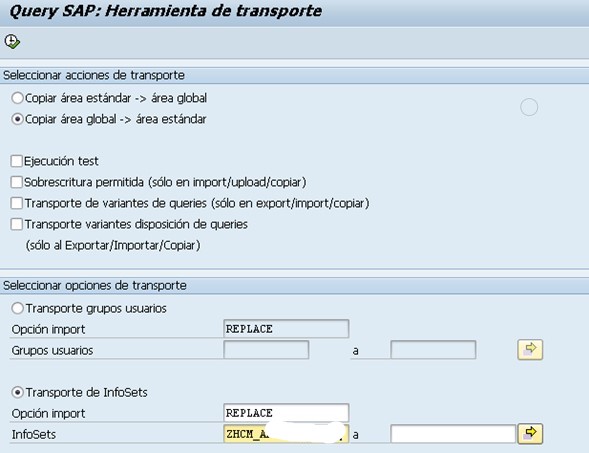 Query SAP: Herramienta de transporte
Seleccionar acciones de transporte
Copiar área estándar -> área global
Copiar área global -> área estándar
Ejecución test
Sobrescritura permitida (sólo en import/upload/copiar)
Transporte de variantes de queries (sólo en export/import/copiar)
Transporte variantes disposición de queries
(sólo al Exportar/Importar/Copiar)
Seleccionar opciones de transporte
Transporte grupos usuarios
Opción import REPLACE
Grupos usuarios a
Transporte de InfoSets
Opción import REPLACE
InfoSets a